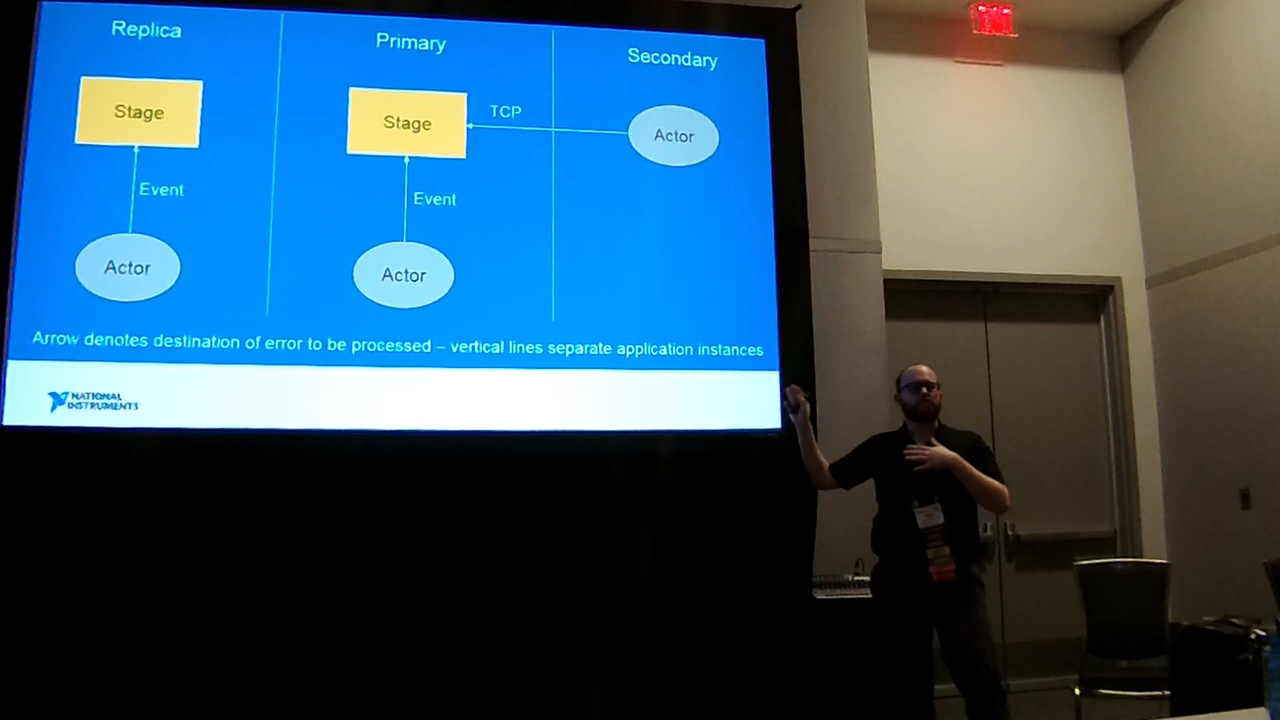 Replica
Primary
Secondary
Stage
Stage
TCP
Actor
Event
Event
Actor
Actor
Arrow denotes destination of error to be processed – vertical lines separate application instances
NATIONAL
INSTRUMENTS
EXIT